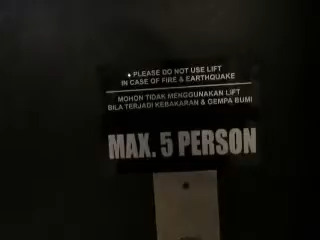 PLEASE DO NOT USE LIFT
IN CASE OF FIRE & EARTHQUAKE
MOHON TIDAK MENGGUNAKAN LIFT
BILA TERJADI KEBAKARAN & GEMPA BUMI
MAX. 5 PERSON